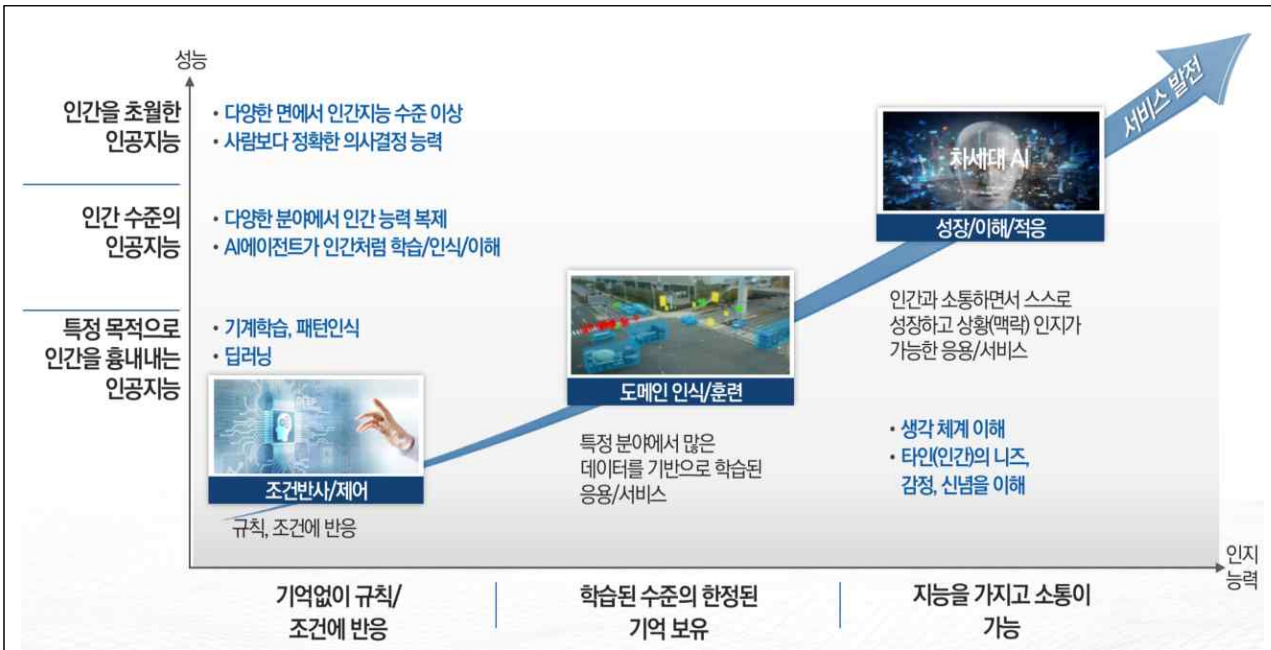 성능
인간을 초월한
인공지능
• 다양한 면에서 인간지능 수준 이상
• 사람보다 정확한 의사결정 능력
서비스 발전
차세대 AI
성장/이해/적응
인간 수준의
인공지능
• 다양한 분야에서 인간 능력 복제
• AI에이전트가 인간처럼 학습/인식/이해
인간과 소통하면서 스스로
성장하고 상황(맥락) 인지가
가능한 응용/서비스
특정 목적으로
인간을 흉내내는
인공지능
• 기계학습, 패턴인식
• 딥러닝
도메인 인식/훈련
특정 분야에서 많은
데이터를 기반으로 학습된
응용/서비스
• 생각 체계 이해
• 타인(인간)의 니즈,
감정, 신념을 이해
조건반사/제어
규칙, 조건에 반응
인지
능력
기억없이 규칙/
조건에 반응
학습된 수준의 한정된
기억 보유
지능을 가지고 소통이
가능